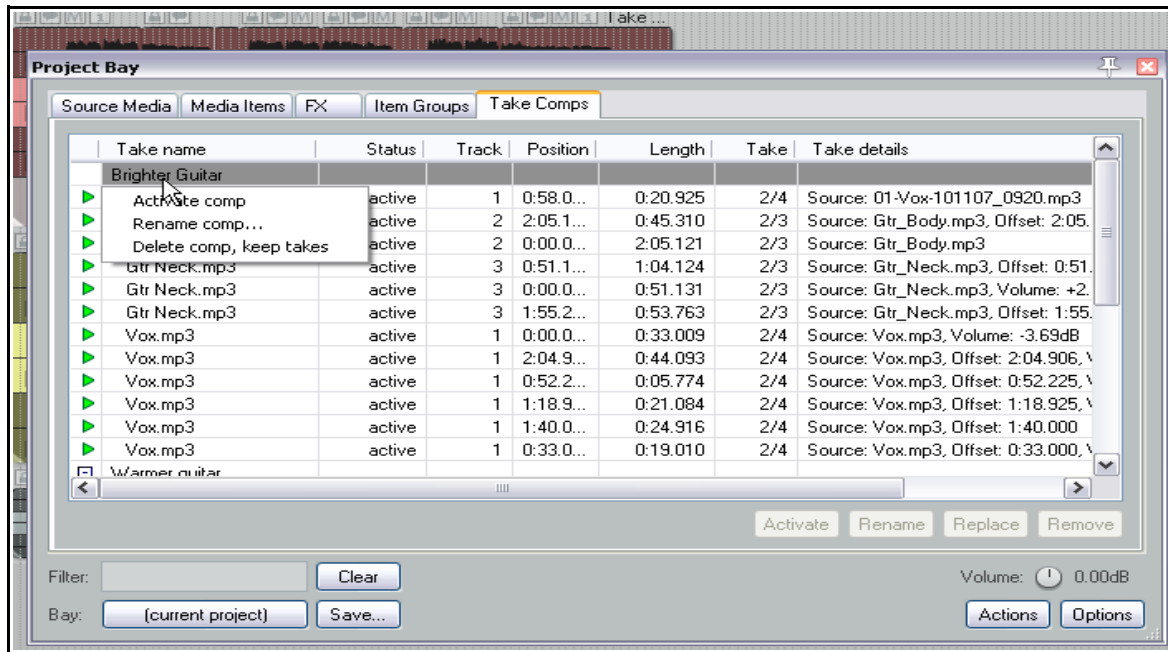 M 1 M M M 1 Take ...
Project Bay
Source Media Media Items FX Item Groups Take Comps
Take name Status Track Position Length Take Take details
Brighter Guitar
Activate comp
Rename comp...
Delete comp, keep takes
active 1 0:58.0... 0:20.925 2/4 Source: 01-Vox-101107_0920.mp3
active 2 2:05.1... 0:45.310 2/3 Source: Gtr_Body.mp3, Offset: 2:05.
active 2 0:00.0... 2:05.121 2/3 Source: Gtr_Body.mp3
Gtr Neck.mp3 active 3 0:51.1... 1:04.124 2/3 Source: Gtr_Neck.mp3, Offset: 0:51.
Gtr Neck.mp3 active 3 0:00.0... 0:51.131 2/3 Source: Gtr_Neck.mp3, Volume: +2.
Gtr Neck.mp3 active 3 1:55.2... 0:53.763 2/3 Source: Gtr_Neck.mp3, Offset: 1:55.
Vox.mp3 active 1 0:00.0... 0:33.009 2/4 Source: Vox.mp3, Volume: -3.69dB
Vox.mp3 active 1 2:04.9... 0:44.093 2/4 Source: Vox.mp3, Offset: 2:04.906, V
Vox.mp3 active 1 0:52.2... 0:05.774 2/4 Source: Vox.mp3, Offset: 0:52.225, V
Vox.mp3 active 1 1:18.9... 0:21.084 2/4 Source: Vox.mp3, Offset: 1:18.925, V
Vox.mp3 active 1 1:40.0... 0:24.916 2/4 Source: Vox.mp3, Offset: 1:40.000
Vox.mp3 active 1 0:33.0... 0:19.010 2/4 Source: Vox.mp3, Offset: 0:33.000, V
Warmer guitar
Activate Rename Replace Remove
Filter: Clear Volume: 0.00dB
Bay: (current project) Save... Actions Options